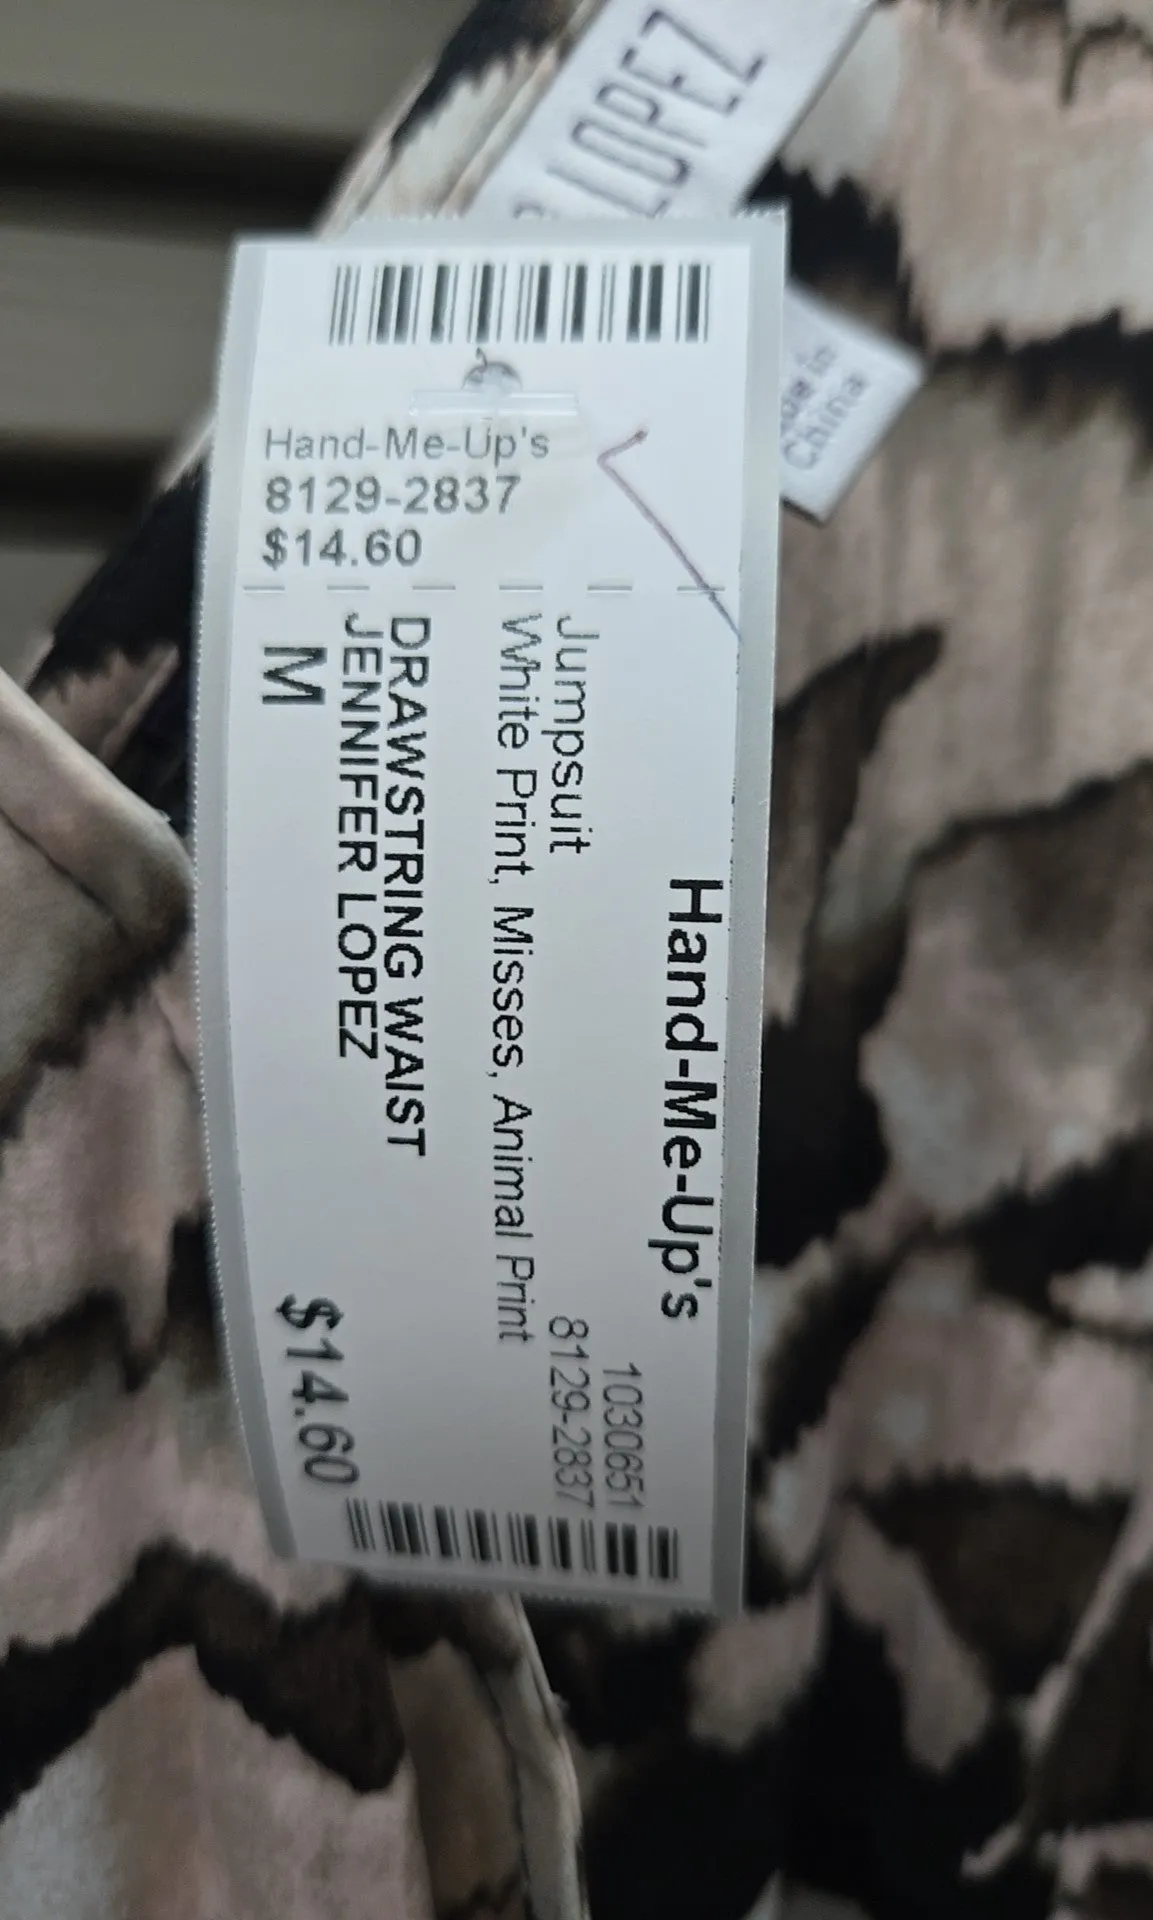 LOPEZ
China
Hand-Me-Up's
8129-2837
$14.60
Hand-Me-Up's
1030651
Jumpsuit
8129-2837
White Print, Misses, Animal Print
DRAWSTRING WAIST
JENNIFER LOPEZ
M
$14.60